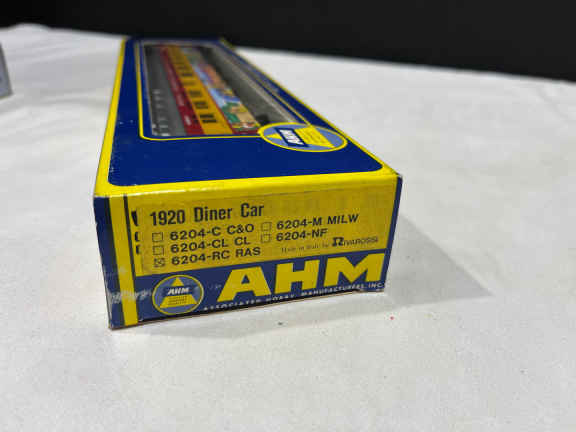 AHM
1920 Diner Car
6204-C C&O 6204-M MILW
6204-CL CL 6204-NF
6204-RC RAS Made in Italy by RIVAROSSI
AHM AHM
ASSOCIATED HOBBY MANUFACTURERS, INC.